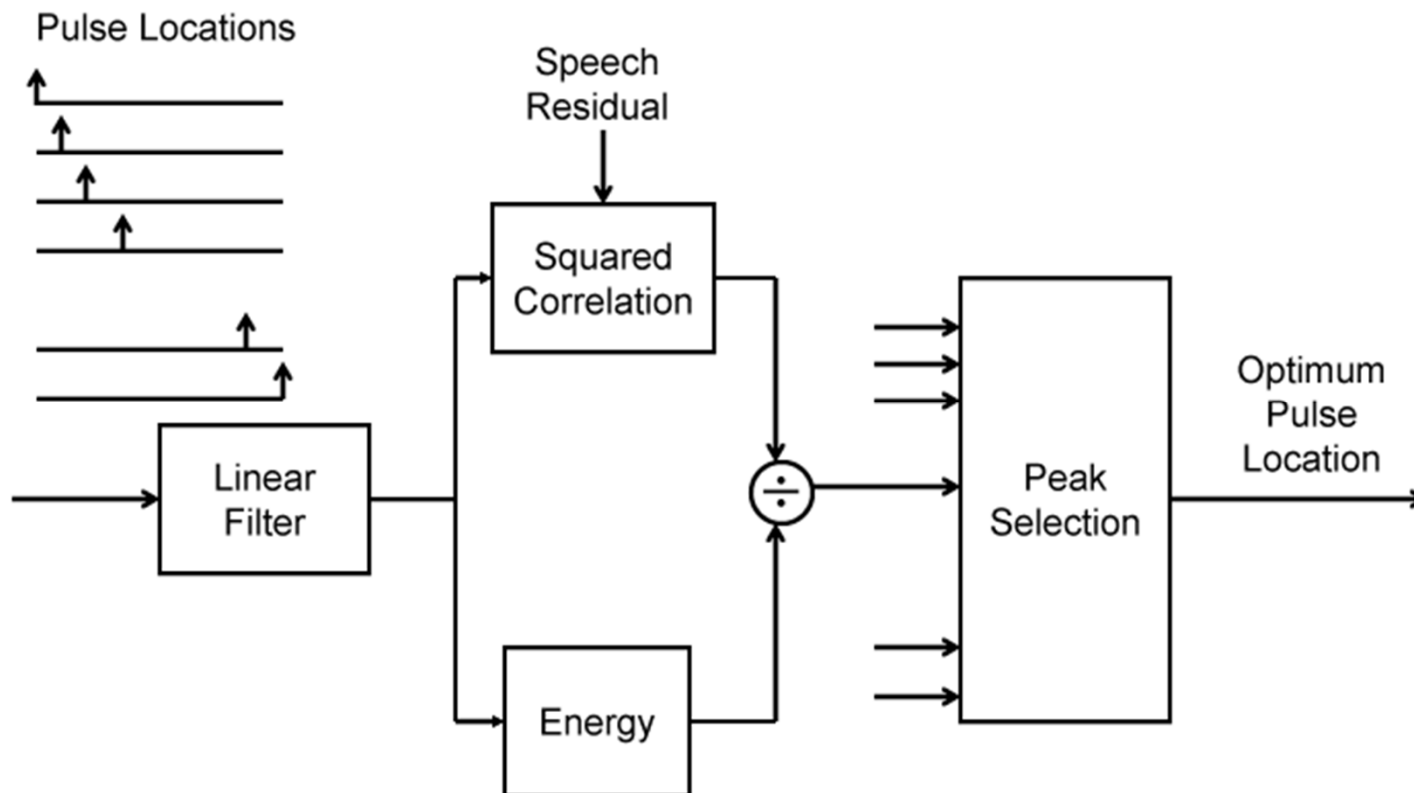 Pulse Locations
Speech
Residual
Squared
Correlation
Linear
Filter
÷
Energy
Peak
Selection
Optimum
Pulse
Location